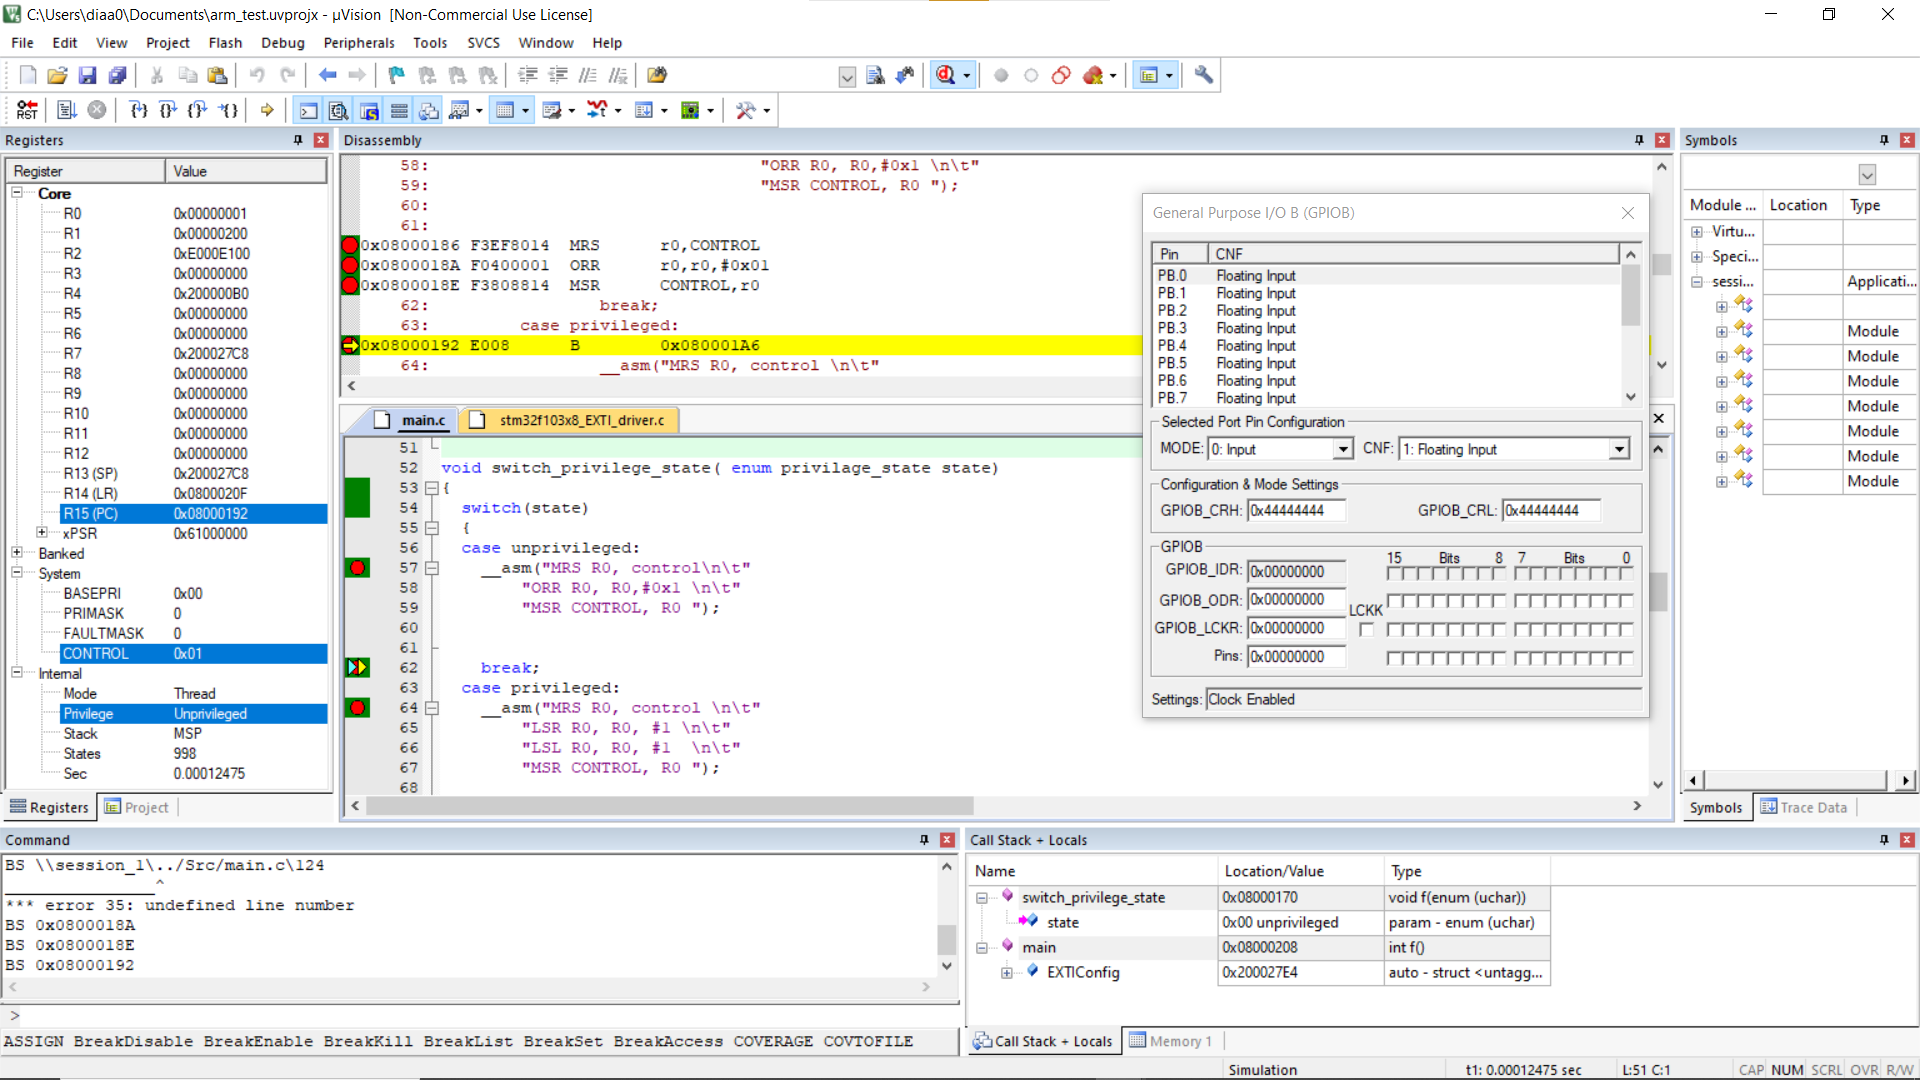 C:\Users\diaa0\Documents\arm_test.uvprojx - µVision  [Non-Commercial Use License]
File Edit View Project Flash Debug Peripherals Tools SVCS Window Help
RST
Registers
Register Value
Core
R0 0x00000001
R1 0x00000200
R2 0xE000E100
R3 0x00000000
R4 0x200000B0
R5 0x00000000
R6 0x00000000
R7 0x200027C8
R8 0x00000000
R9 0x00000000
R10 0x00000000
R11 0x00000000
R12 0x00000000
R13 (SP) 0x200027C8
R14 (LR) 0x0800020F
R15 (PC) 0x08000192
xPSR 0x61000000
Banked
System
BASEPRI 0x00
PRIMASK 0
FAULTMASK 0
CONTROL 0x01
Internal
Mode Thread
Privilege Unprivileged
Stack MSP
States 998
Sec 0.00012475
Registers Project
Disassembly
58: "ORR R0, R0,#0x1 \n\t"
59: "MSR CONTROL, R0 ");
60:
61:
0x08000186 F3EF8014 MRS r0,CONTROL
0x0800018A F0400001 ORR r0,r0,#0x01
0x0800018E F3808814 MSR CONTROL,r0
62: break;
63: case privileged:
0x08000192 E008 B 0x080001A6
64: __asm("MRS R0, control \n\t"
main.c stm32f103x8_EXTI_driver.c
51
52 void switch_privilege_state( enum privilage_state state)
53 {
54 switch(state)
55 {
56 case unprivileged:
57 __asm("MRS R0, control\n\t"
58 "ORR R0, R0,#0x1 \n\t"
59 "MSR CONTROL, R0 ");
60
61
62 break;
63 case privileged:
64 __asm("MRS R0, control \n\t"
65 "LSR R0, R0, #1 \n\t"
66 "LSL R0, R0, #1  \n\t"
67 "MSR CONTROL, R0 ");
68
General Purpose I/O B (GPIOB)
Pin CNF
PB.0 Floating Input
PB.1 Floating Input
PB.2 Floating Input
PB.3 Floating Input
PB.4 Floating Input
PB.5 Floating Input
PB.6 Floating Input
PB.7 Floating Input
Selected Port Pin Configuration
MODE: 0: Input CNF: 1: Floating Input
Configuration & Mode Settings
GPIOB_CRH: 0x44444444 GPIOB_CRL: 0x44444444
GPIOB
15 Bits 8 7 Bits 0
GPIOB_IDR: 0x00000000
GPIOB_ODR: 0x00000000
LCKK
GPIOB_LCKR: 0x00000000
Pins: 0x00000000
Settings: Clock Enabled
Symbols
Module ... Location Type
Virtu...
Speci...
sessi... Applicati...
Module
Module
Module
Module
Module
Module
Module
Symbols Trace Data
Command
BS \\session_1\../Src/main.c\124
_______________^
*** error 35: undefined line number
BS 0x0800018A
BS 0x0800018E
BS 0x08000192
>
ASSIGN BreakDisable BreakEnable BreakKill BreakList BreakSet BreakAccess COVERAGE COVTOFILE
Call Stack + Locals
Name Location/Value Type
switch_privilege_state 0x08000170 void f(enum (uchar))
state 0x00 unprivileged param - enum (uchar)
main 0x08000208 int f()
EXTIConfig 0x200027E4 auto - struct <untagg...
Call Stack + Locals Memory 1
Simulation t1: 0.00012475 sec L:51 C:1 CAP NUM SCRL OVR R/W